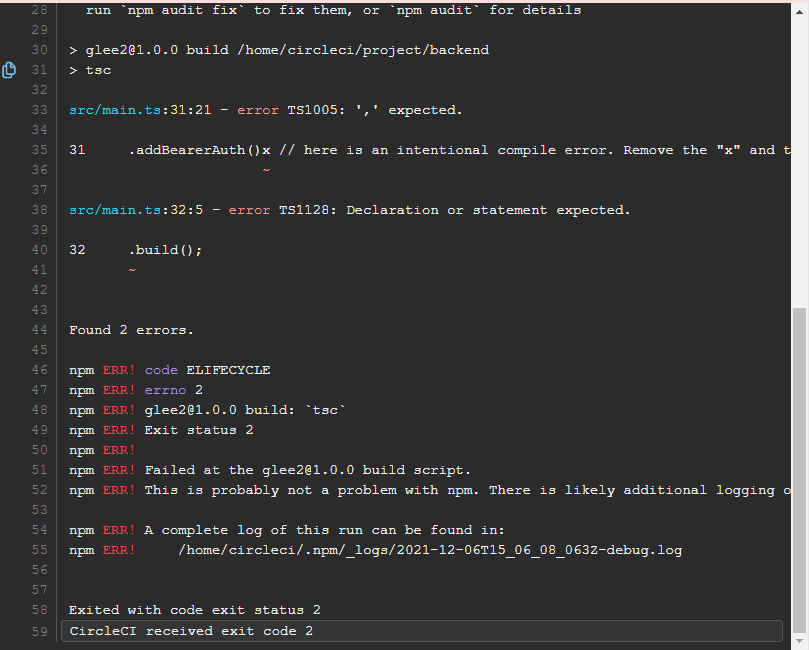 28 run `npm audit fix` to fix them, or `npm audit` for details
29
30 > glee2@1.0.0 build /home/circleci/project/backend
31 > tsc
32
33 src/main.ts:31:21 - error TS1005: ',' expected.
34
35 31     .addBearerAuth()x // here is an intentional compile error. Remove the "x" and t
36 ~
37
38 src/main.ts:32:5 - error TS1128: Declaration or statement expected.
39
40 32     .build();
41 ~
42
43
44 Found 2 errors.
45
46 npm ERR! code ELIFECYCLE
47 npm ERR! errno 2
48 npm ERR! glee2@1.0.0 build: `tsc`
49 npm ERR! Exit status 2
50 npm ERR!
51 npm ERR! Failed at the glee2@1.0.0 build script.
52 npm ERR! This is probably not a problem with npm. There is likely additional logging o
53
54 npm ERR! A complete log of this run can be found in:
55 npm ERR!     /home/circleci/.npm/_logs/2021-12-06T15_06_08_063Z-debug.log
56
57
58 Exited with code exit status 2
59 CircleCI received exit code 2